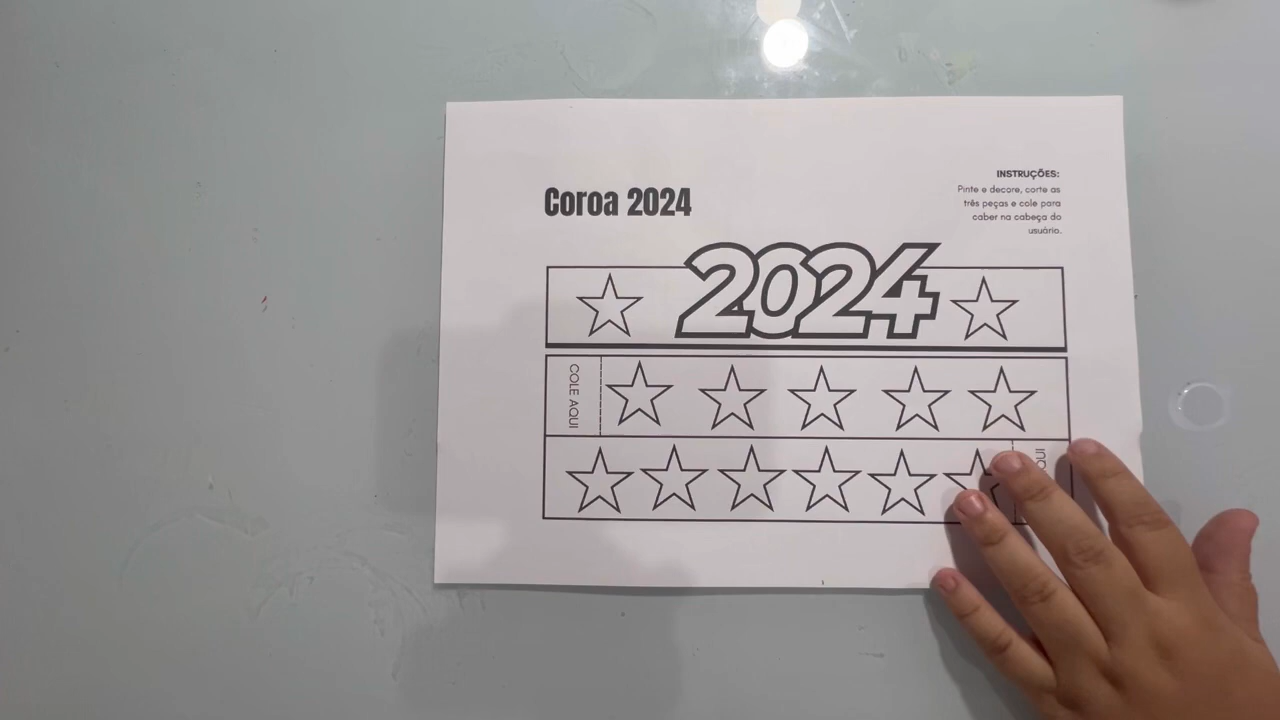 Coroa 2024
INSTRUÇÕES:
Pinte e decore, corte as
três peças e cole para
caber na cabeça do
usuário.
2024
COLE AQUI